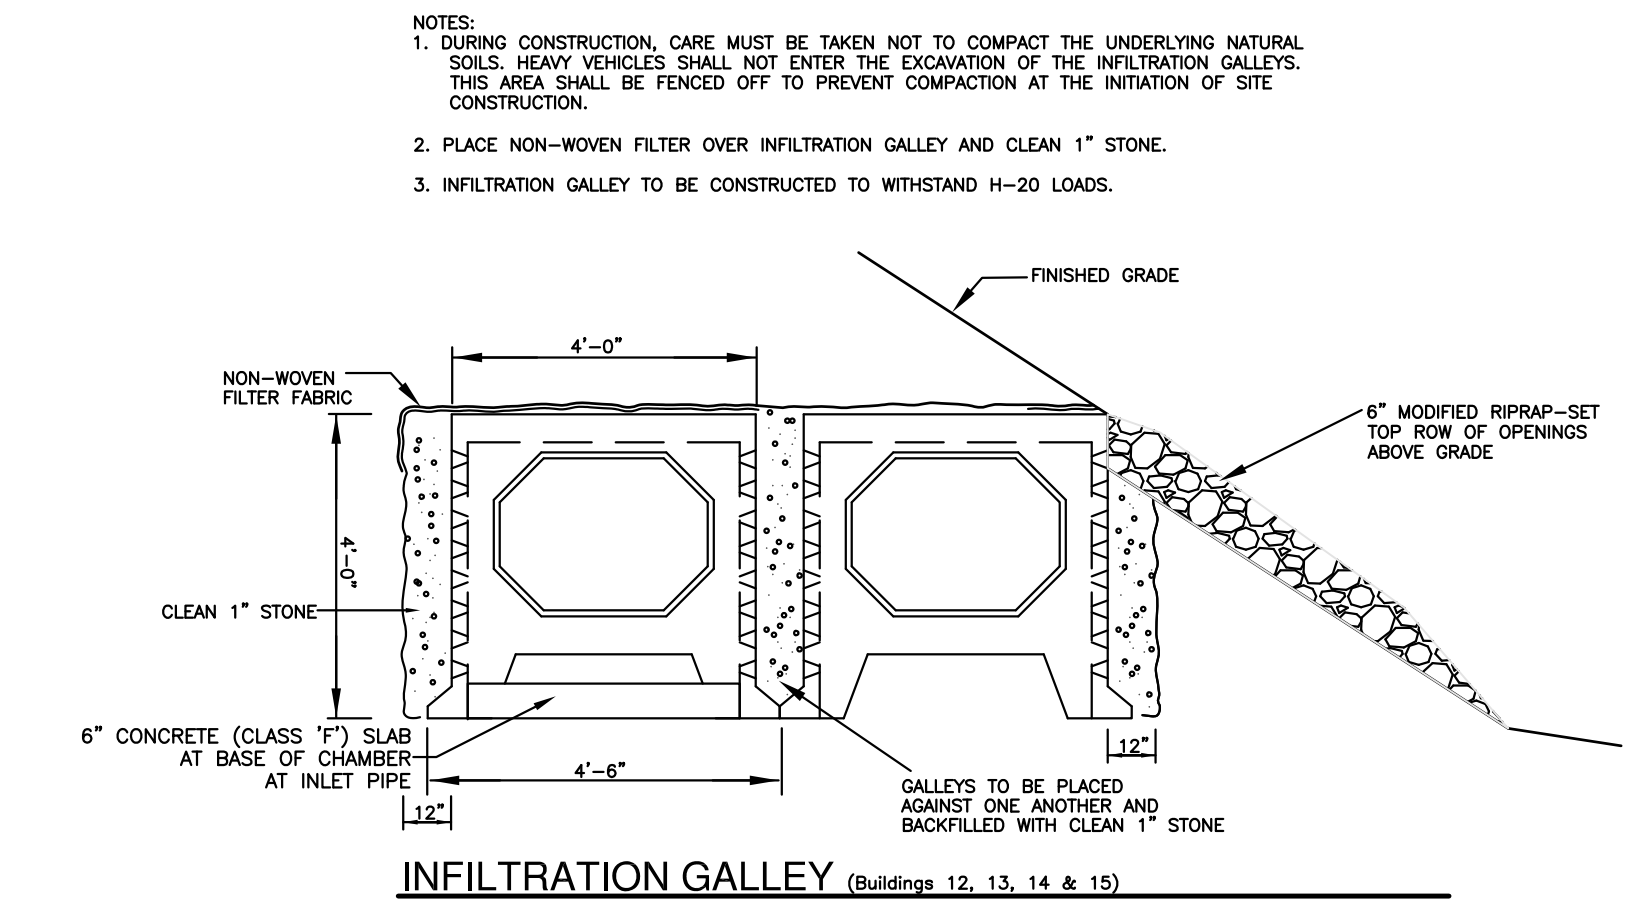 NOTES:
1. DURING CONSTRUCTION, CARE MUST BE TAKEN NOT TO COMPACT THE UNDERLYING NATURAL
SOILS. HEAVY VEHICLES SHALL NOT ENTER THE EXCAVATION OF THE INFILTRATION GALLEYS.
THIS AREA SHALL BE FENCED OFF TO PREVENT COMPACTION AT THE INITIATION OF SITE
CONSTRUCTION.
2. PLACE NON-WOVEN FILTER OVER INFILTRATION GALLEY AND CLEAN 1" STONE.
3. INFILTRATION GALLEY TO BE CONSTRUCTED TO WITHSTAND H-20 LOADS.
FINISHED GRADE
4'-0"
NON-WOVEN
FILTER FABRIC
6" MODIFIED RIPRAP-SET
TOP ROW OF OPENINGS
ABOVE GRADE
4'-0"
CLEAN 1" STONE
6" CONCRETE (CLASS 'F') SLAB
AT BASE OF CHAMBER
AT INLET PIPE
12"
4'-6"
12"
GALLEYS TO BE PLACED
AGAINST ONE ANOTHER AND
BACKFILLED WITH CLEAN 1" STONE
INFILTRATION GALLEY (Buildings 12, 13, 14 & 15)